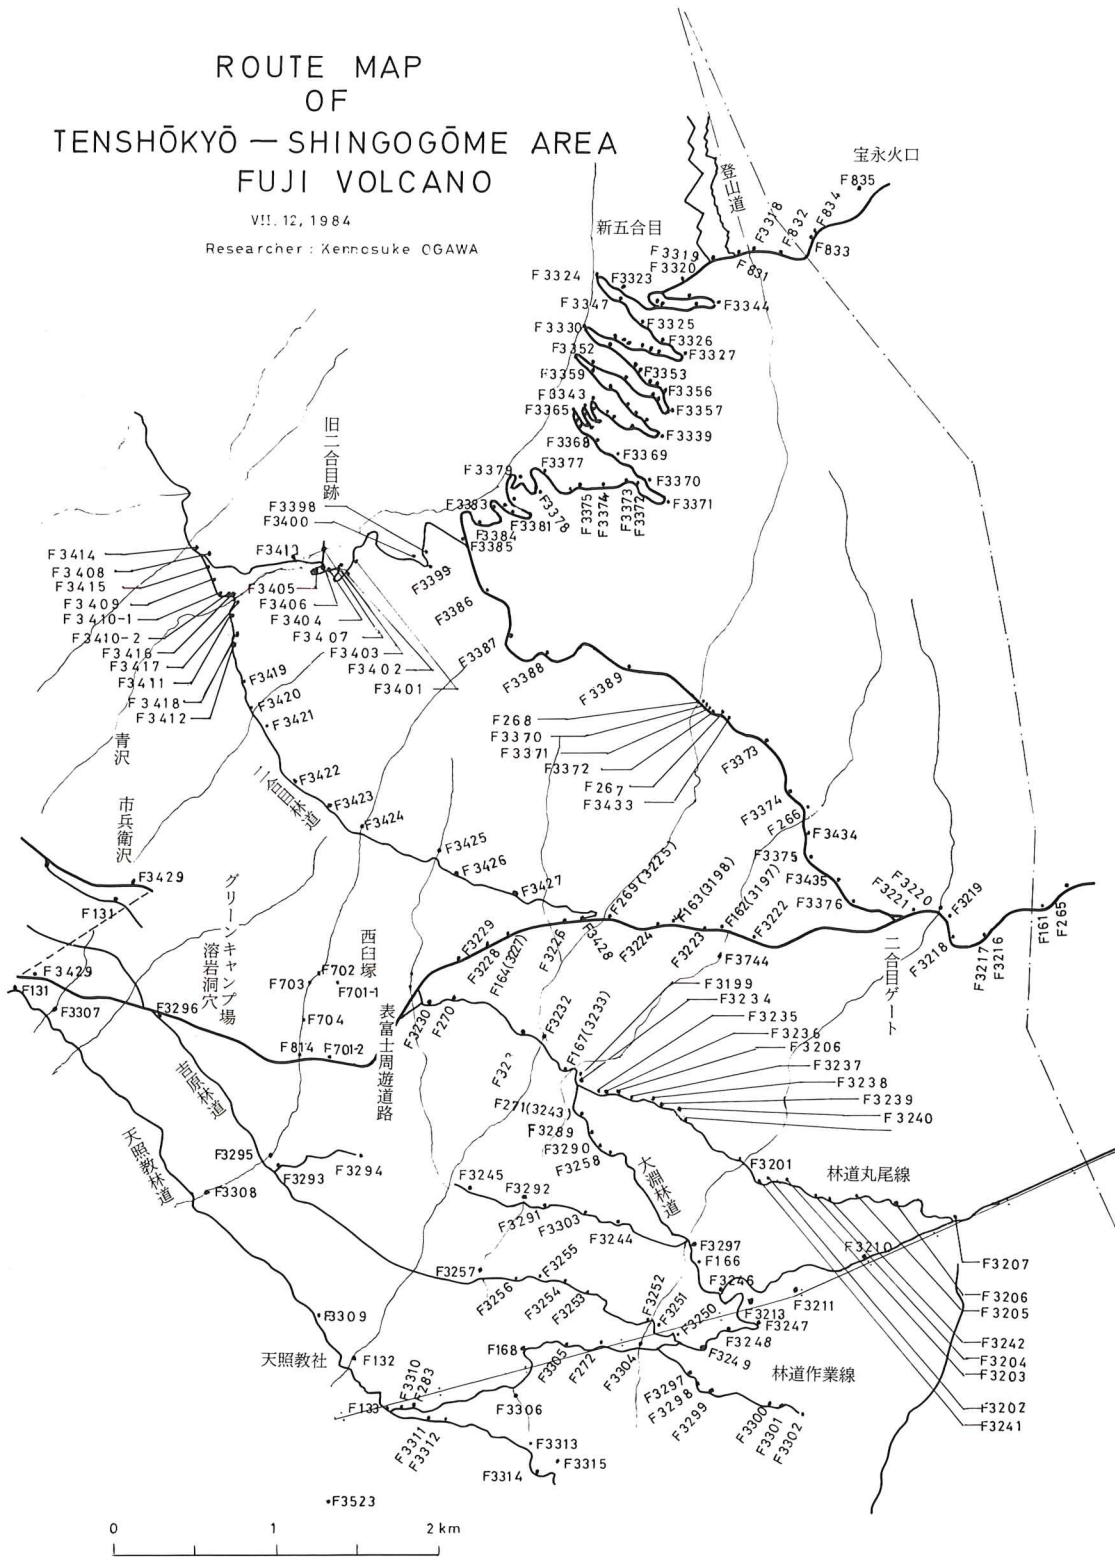 ROUTE MAP
OF
TENSHŌKYŌ — SHINGOGŌME AREA
FUJI VOLCANO
VII. 12, 1984
Researcher : Kennosuke OGAWA
宝永火口
登山道
新五合目
F835
F834
F832
F3318
F833
F831
F3319
F3320
F3324
F3323
F3347
F3344
F3325
F3330
F3326
F3327
F3352
F3353
F3359
F3356
F3343
F3357
F3365
F3339
F3368
F3369
F3377
F3379
F3370
F3371
F3378
F3375
F3374
F3373
F3372
F3383
F3381
F3384
F3385
旧二合目跡
F3398
F3400
F3399
F3413
F3414
F3408
F3415
F3409
F3410-1
F3410-2
F3416
F3417
F3411
F3418
F3412
F3405
F3406
F3404
F3407
F3403
F3402
F3401
F3386
F3387
F3388
F3389
F3419
F3420
F3421
F268
F3370
F3371
F3372
F267
F3433
F3373
青沢
二合目林道
F3422
F3423
F3424
F3374
F266
F3434
F3375
F3435
F3376
市兵衛沢
F3429
F131
グリーンキャンプ場
溶岩洞穴
F3425
F3426
F3427
F269(3225)
F163(3198)
F162(3197)
F3221
F3220
F3219
F161
F265
F3229
F3228
F164(3227)
F3226
F3428
F3224
F3223
F3222
F3218
F3217
F3216
二合目ゲート
F3744
西臼塚
F3429
F131
F3307
F3296
F703
F702
F701-1
F704
F814
F701-2
表富士周遊道路
F3230
F270
F3232
F167(3233)
F3199
F3234
F3235
F3236
F3206
F3237
F3238
F3239
F3240
吉原林道
天照教林道
F271(3243)
F3289
F3290
F3258
大淵林道
F3295
F3293
F3294
F3308
F3245
F3292
F3291
F3303
F3244
F3201
林道丸尾線
F3297
F166
F3210
F3207
F3257
F3256
F3255
F3254
F3253
F3252
F3251
F3250
F3246
F3213
F3211
F3247
F3248
F3249
F3206
F3205
F3242
F3204
F3203
F3202
F3241
F3309
天照教社
F132
F3310
F283
F133
F168
F3305
F272
F3304
林道作業線
F3297
F3298
F3299
F3300
F3301
F3302
F3306
F3311
F3312
F3313
F3315
F3314
F3523
0 1 2 km